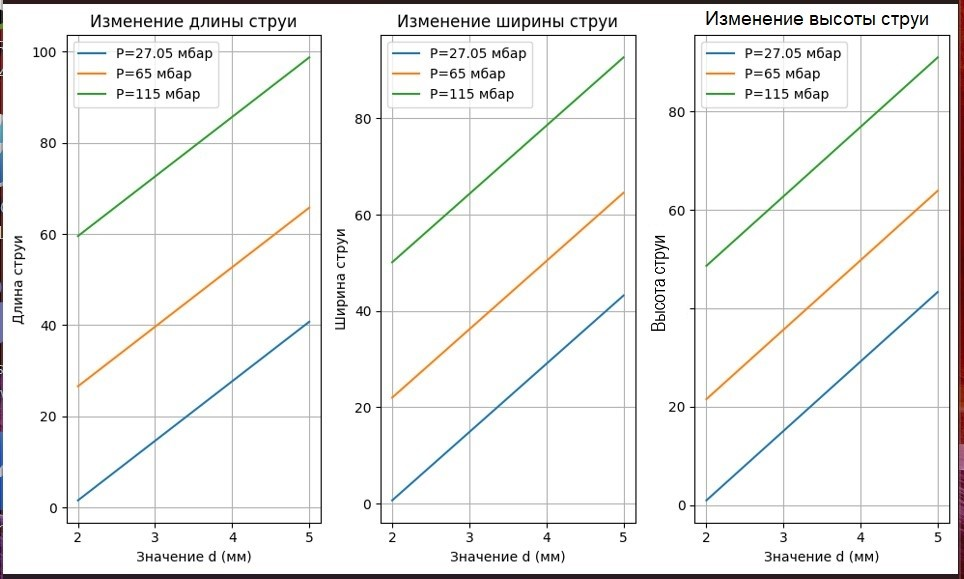 Изменение длины струи
P=27.05 мбар
P=65 мбар
P=115 мбар
100
80
60
40
20
0
2 3 4 5
Длина струи
Значение d (мм)
Изменение ширины струи
P=27.05 мбар
P=65 мбар
P=115 мбар
80
60
40
20
0
2 3 4 5
Ширина струи
Значение d (мм)
Изменение высоты струи
P=27.05 мбар
P=65 мбар
P=115 мбар
80
60
20
0
2 3 4 5
Высота струи
Значение d (мм)